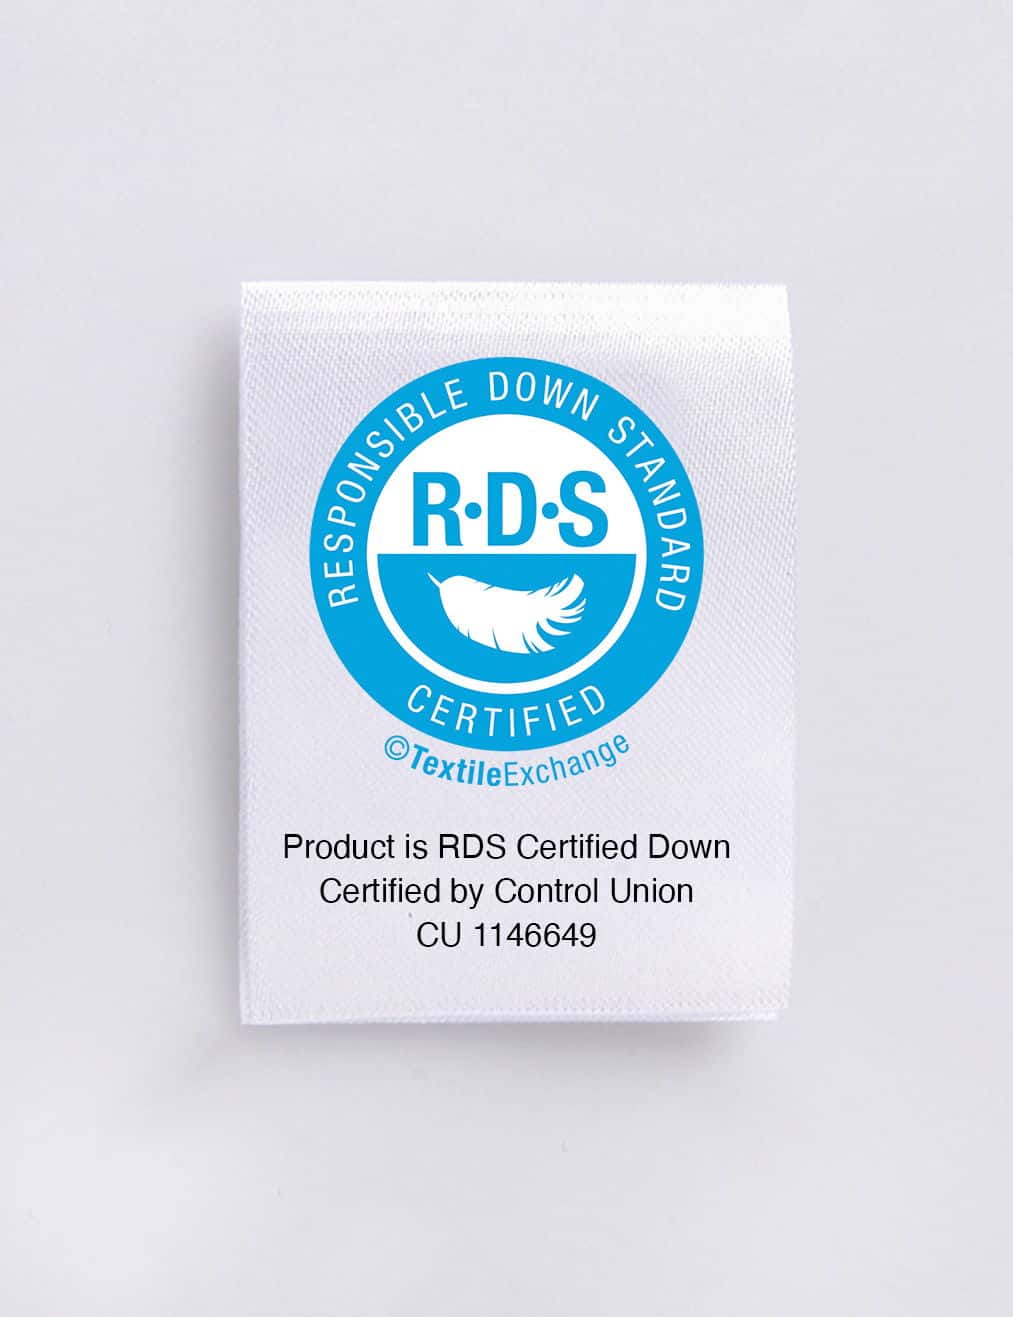 RESPONSIBLE DOWN STANDARD
R·D·S
CERTIFIED
©TextileExchange
Product is RDS Certified Down
Certified by Control Union
CU 1146649